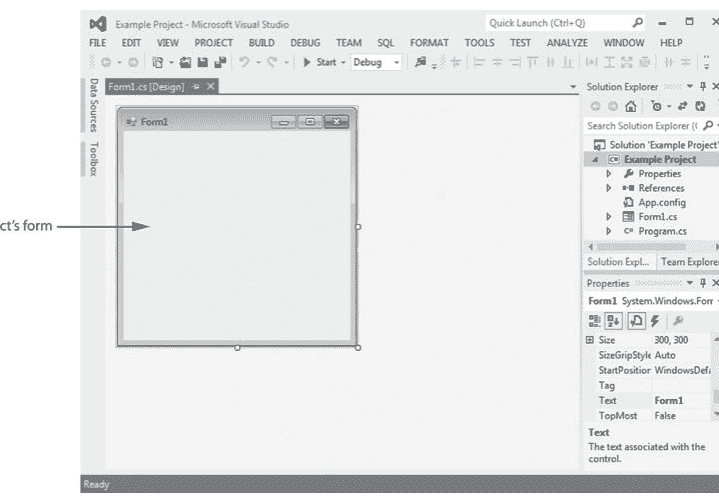 Example Project - Microsoft Visual Studio
Quick Launch (Ctrl+Q)
FILE EDIT VIEW PROJECT BUILD DEBUG TEAM SQL FORMAT TOOLS TEST ANALYZE WINDOW HELP
Start Debug
Data Sources
Toolbox
Form1.cs [Design]
Form1
ct's form
Solution Explorer
Search Solution Explorer (
Solution 'Example Project'
Example Project
Properties
References
App.config
Form1.cs
C# Program.cs
Solution Expl... Team Explore
Properties
Form1 System.Windows.For
Size 300, 300
SizeGripStyle Auto
StartPosition WindowsDefa
Tag
Text Form1
TopMost False
Text
The text associated with the
control.
Ready